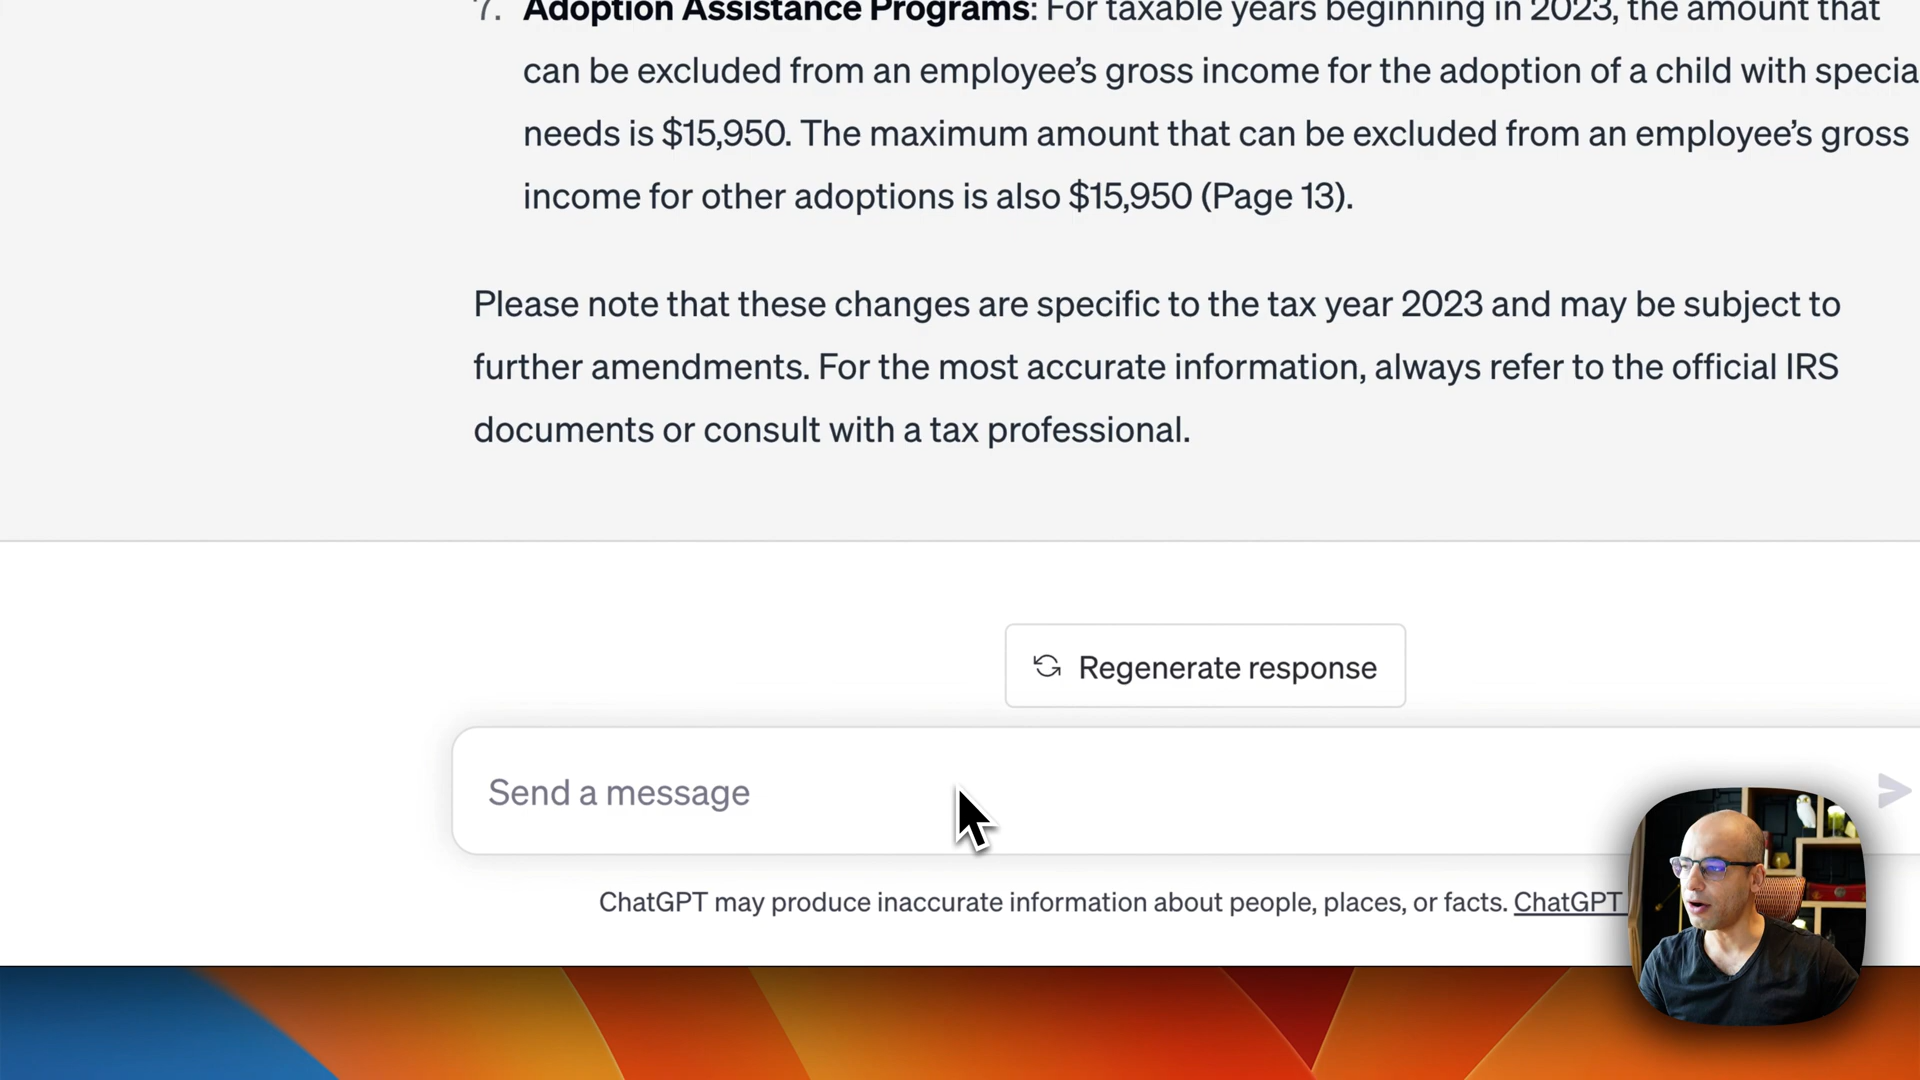 7. Adoption Assistance Programs: For taxable years beginning in 2023, the amount that
can be excluded from an employee’s gross income for the adoption of a child with specia
needs is $15,950. The maximum amount that can be excluded from an employee’s gross
income for other adoptions is also $15,950 (Page 13).
Please note that these changes are specific to the tax year 2023 and may be subject to
further amendments. For the most accurate information, always refer to the official IRS
documents or consult with a tax professional.
Regenerate response
Send a message
ChatGPT may produce inaccurate information about people, places, or facts. ChatGPT